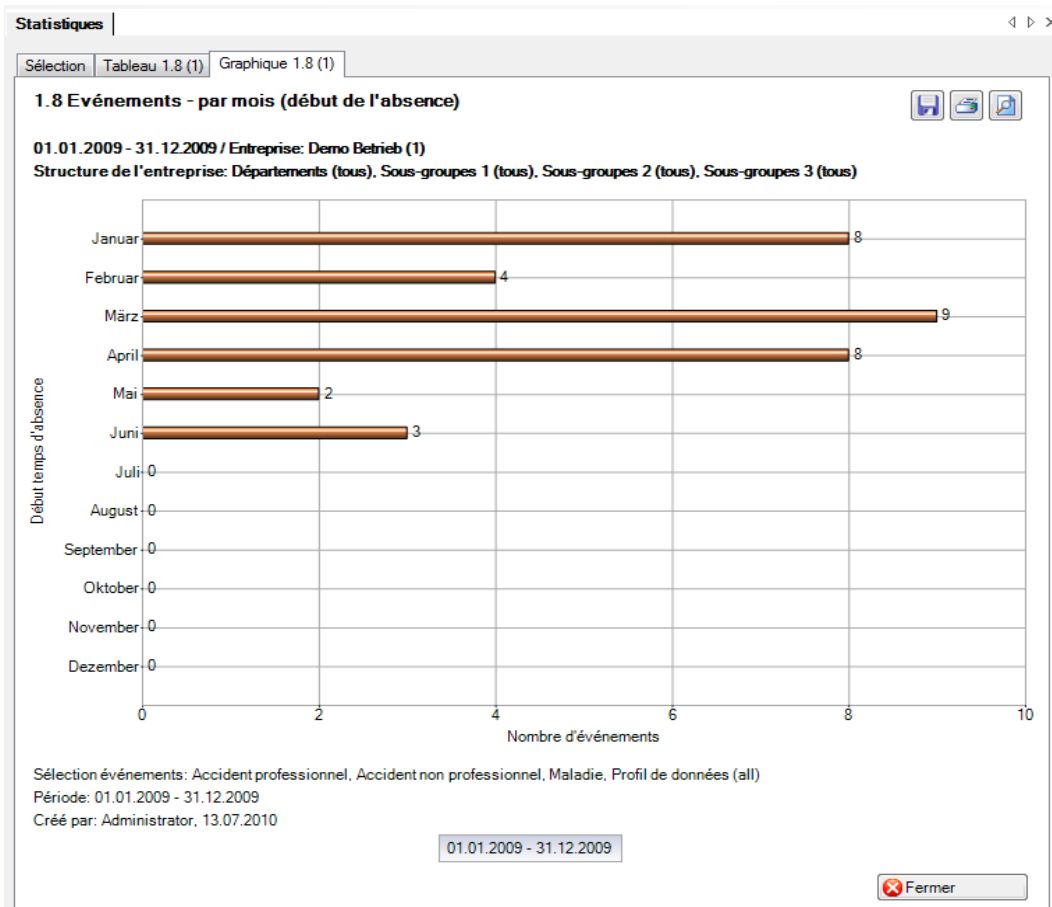 Statistiques
Sélection Tableau 1.8 (1) Graphique 1.8 (1)
1.8 Evénements - par mois (début de l'absence)
01.01.2009 - 31.12.2009 / Entreprise: Demo Betrieb (1)
Structure de l'entreprise: Départements (tous), Sous-groupes 1 (tous), Sous-groupes 2 (tous), Sous-groupes 3 (tous)
Début temps d'absence
Januar 8
Februar 4
März 9
April 8
Mai 2
Juni 3
Juli 0
August 0
September 0
Oktober 0
November 0
Dezember 0
0 2 4 6 8 10
Nombre d'événements
Sélection événements: Accident professionnel, Accident non professionnel, Maladie, Profil de données (all)
Période: 01.01.2009 - 31.12.2009
Créé par: Administrator, 13.07.2010
01.01.2009 - 31.12.2009
Fermer